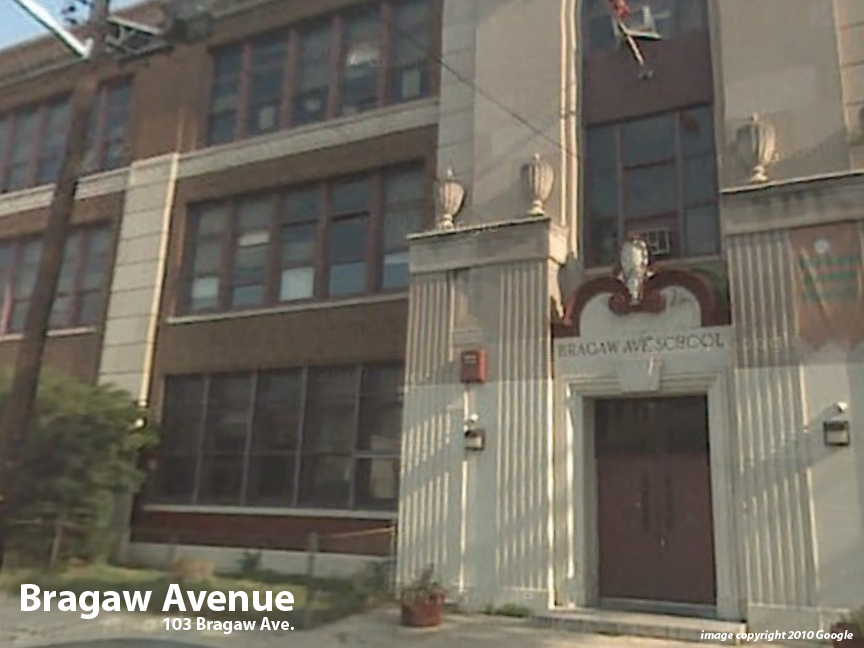 BRAGAW AVE SCHOOL
Bragaw Avenue
103 Bragaw Ave.
image copyright 2010 Google